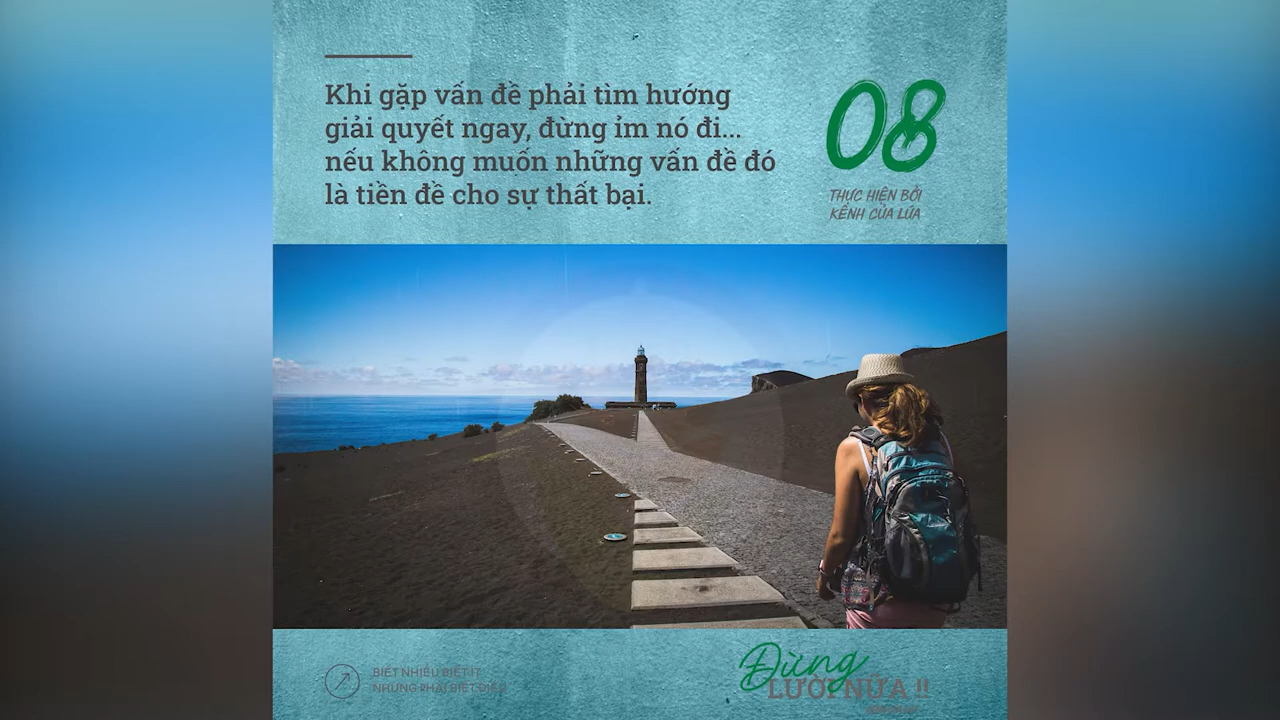 Khi gặp vấn đề phải tìm hướng
giải quyết ngay, đừng ỉm nó đi...
nếu không muốn những vấn đề đó
là tiền đề cho sự thất bại.
08
THỰC HIỆN BỞI
KÊNH CỦA LÚA
BIẾT NHIỀU BIẾT ÍT
NHƯNG PHẢI BIẾT ĐIỀU
Đừng
LƯỜI NỮA !!